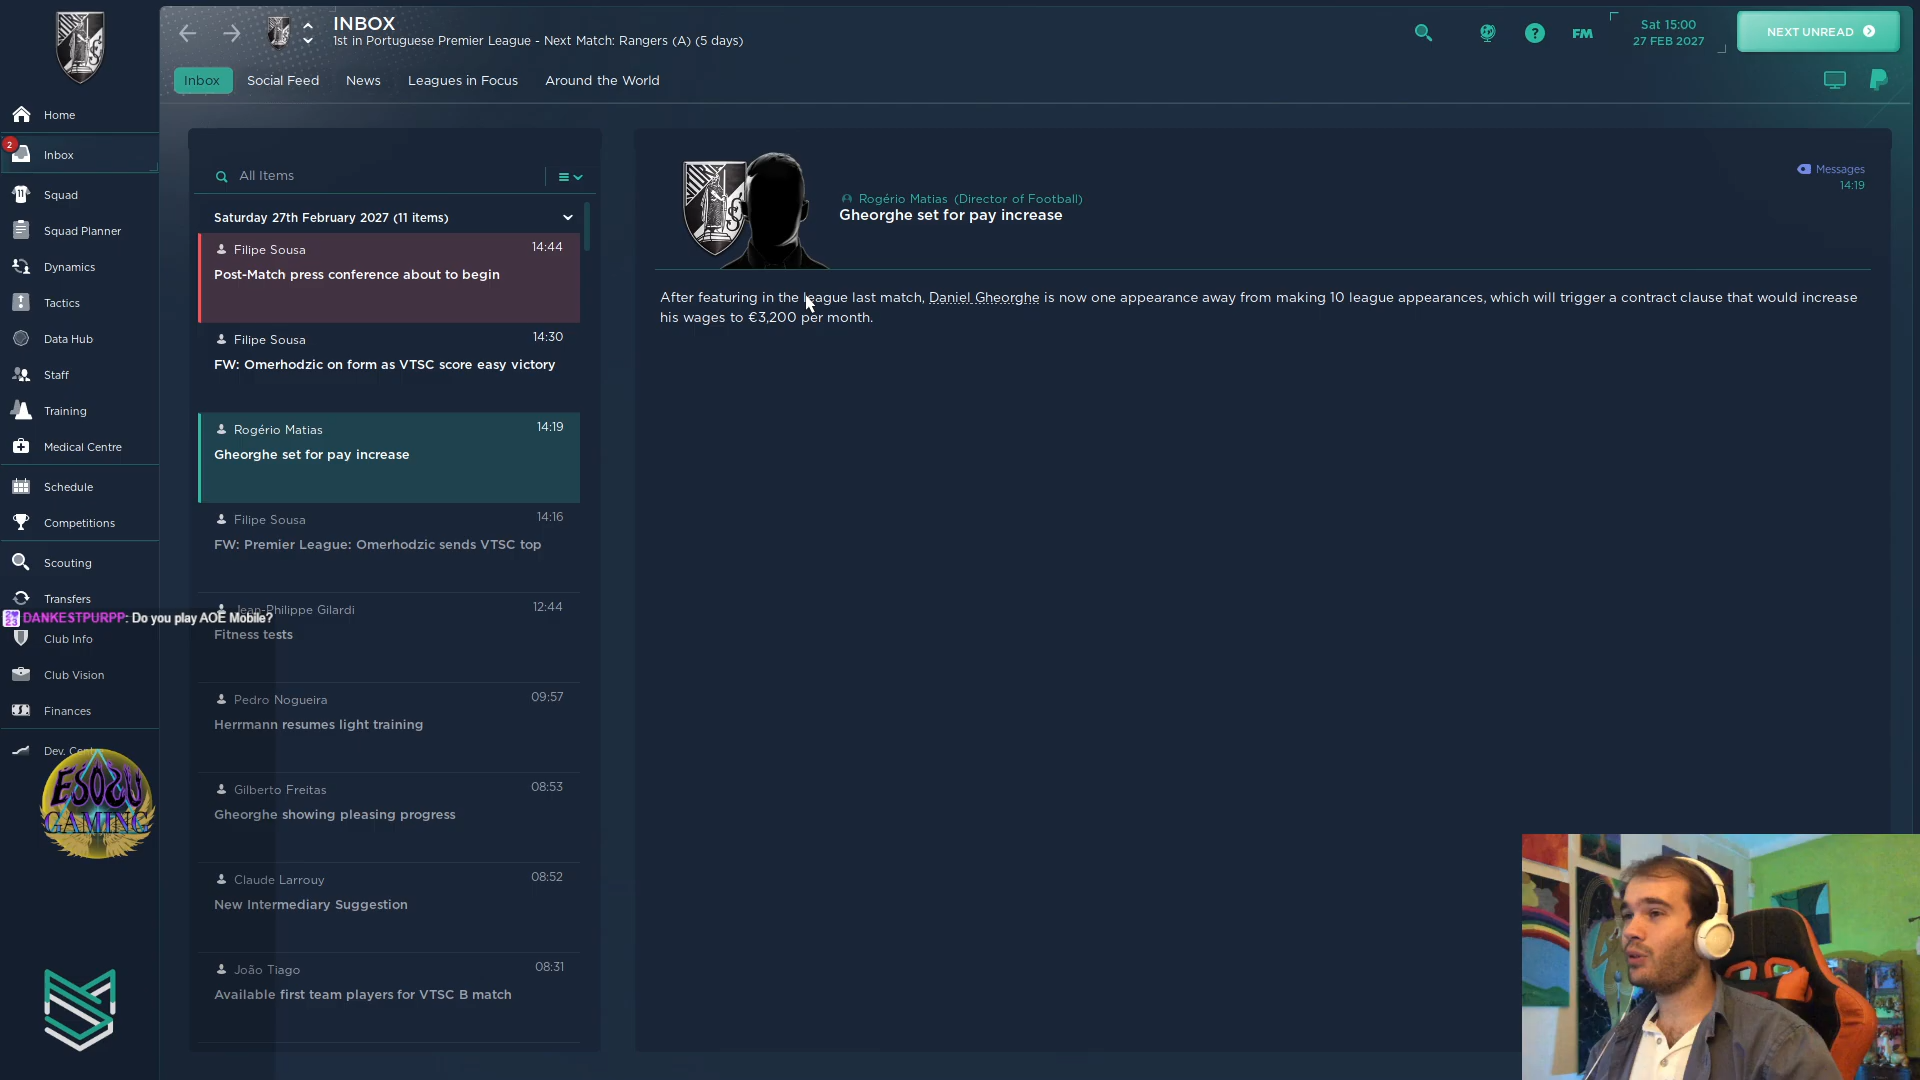 INBOX
1st in Portuguese Premier League - Next Match: Rangers (A) (5 days)
FM
Sat 15:00
27 FEB 2027
NEXT UNREAD
Inbox
Social Feed
News
Leagues in Focus
Around the World
Home
2
Inbox
11
Squad
Squad Planner
Dynamics
Tactics
Data Hub
Staff
Training
Medical Centre
Schedule
Competitions
Scouting
Transfers
DANKESTPURPP: Do you play AOE Mobile?
Club Info
Club Vision
Finances
Dev. Cent
ESOZU
GAMING
All Items
Saturday 27th February 2027 (11 items)
Filipe Sousa 14:44
Post-Match press conference about to begin
Filipe Sousa 14:30
FW: Omerhodzic on form as VTSC score easy victory
Rogério Matias 14:19
Gheorghe set for pay increase
Filipe Sousa 14:16
FW: Premier League: Omerhodzic sends VTSC top
Jean-Philippe Gilardi 12:44
Fitness tests
Pedro Nogueira 09:57
Herrmann resumes light training
Gilberto Freitas 08:53
Gheorghe showing pleasing progress
Claude Larrouy 08:52
New Intermediary Suggestion
João Tiago 08:31
Available first team players for VTSC B match
Messages
14:19
Rogério Matias (Director of Football)
Gheorghe set for pay increase
After featuring in the league last match, Daniel Gheorghe is now one appearance away from making 10 league appearances, which will trigger a contract clause that would increase
his wages to €3,200 per month.